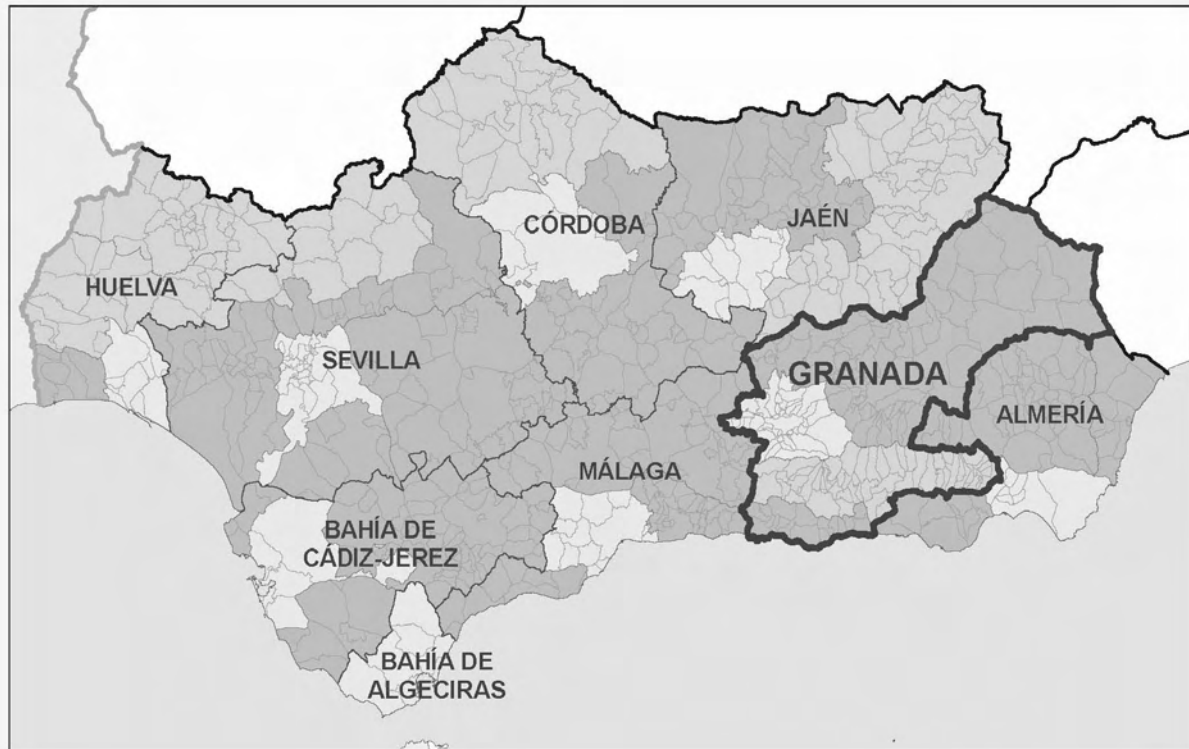 CÓRDOBA
JAÉN
HUELVA
SEVILLA
GRANADA
ALMERÍA
MÁLAGA
BAHÍA DE
CÁDIZ-JEREZ
BAHÍA DE
ALGECIRAS